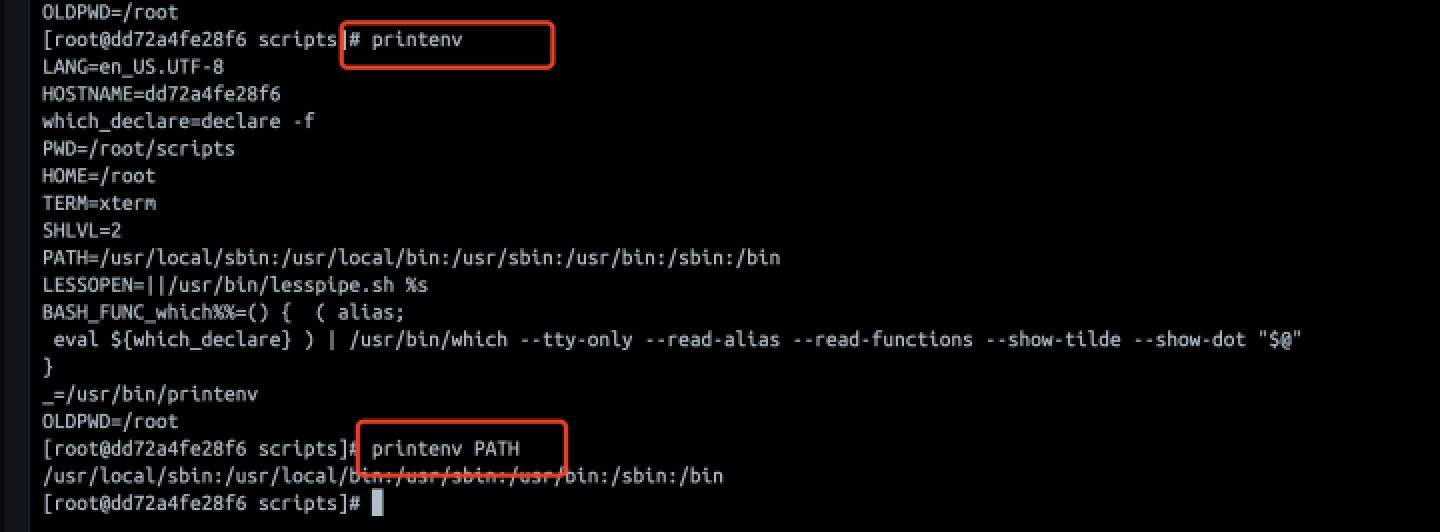 OLDPWD=/root
[root@dd72a4fe28f6 scripts]# printenv
LANG=en_US.UTF-8
HOSTNAME=dd72a4fe28f6
which_declare=declare -f
PWD=/root/scripts
HOME=/root
TERM=xterm
SHLVL=2
PATH=/usr/local/sbin:/usr/local/bin:/usr/sbin:/usr/bin:/sbin:/bin
LESSOPEN=||/usr/bin/lesspipe.sh %s
BASH_FUNC_which%%=() {  ( alias;
 eval ${which_declare} ) | /usr/bin/which --tty-only --read-alias --read-functions --show-tilde --show-dot "$@"
}
_=/usr/bin/printenv
OLDPWD=/root
[root@dd72a4fe28f6 scripts]# printenv PATH
/usr/local/sbin:/usr/local/bin:/usr/sbin:/usr/bin:/sbin:/bin
[root@dd72a4fe28f6 scripts]#